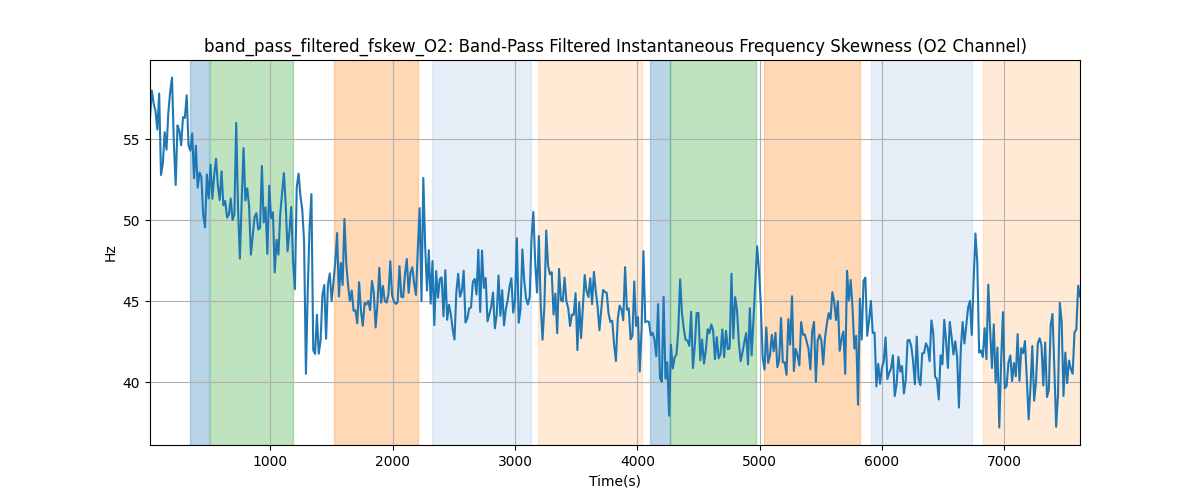 band_pass_filtered_fskew_O2: Band-Pass Filtered Instantaneous Frequency Skewness (O2 Channel)
55
50
45
40
Hz
1000 2000 3000 4000 5000 6000 7000
Time(s)